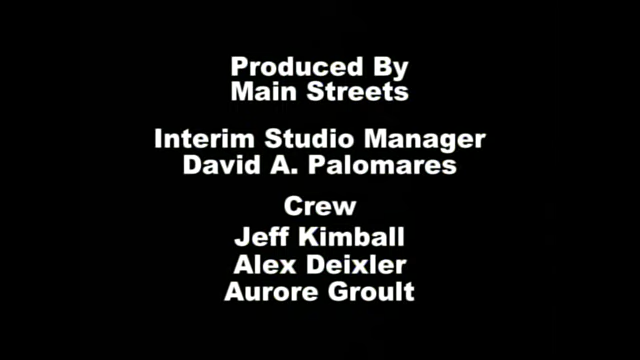 Produced By
Main Streets
Interim Studio Manager
David A. Palomares
Crew
Jeff Kimball
Alex Deixler
Aurore Groult